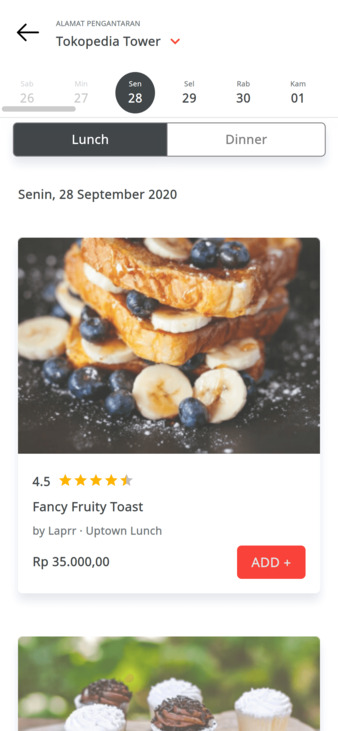 ALAMAT PENGANTARAN
Tokopedia Tower
Sab Min Sen Sel Rab Kam
26 27 28 29 30 01
Lunch Dinner
Senin, 28 September 2020
4.5
Fancy Fruity Toast
by Laprr · Uptown Lunch
Rp 35.000,00 ADD +